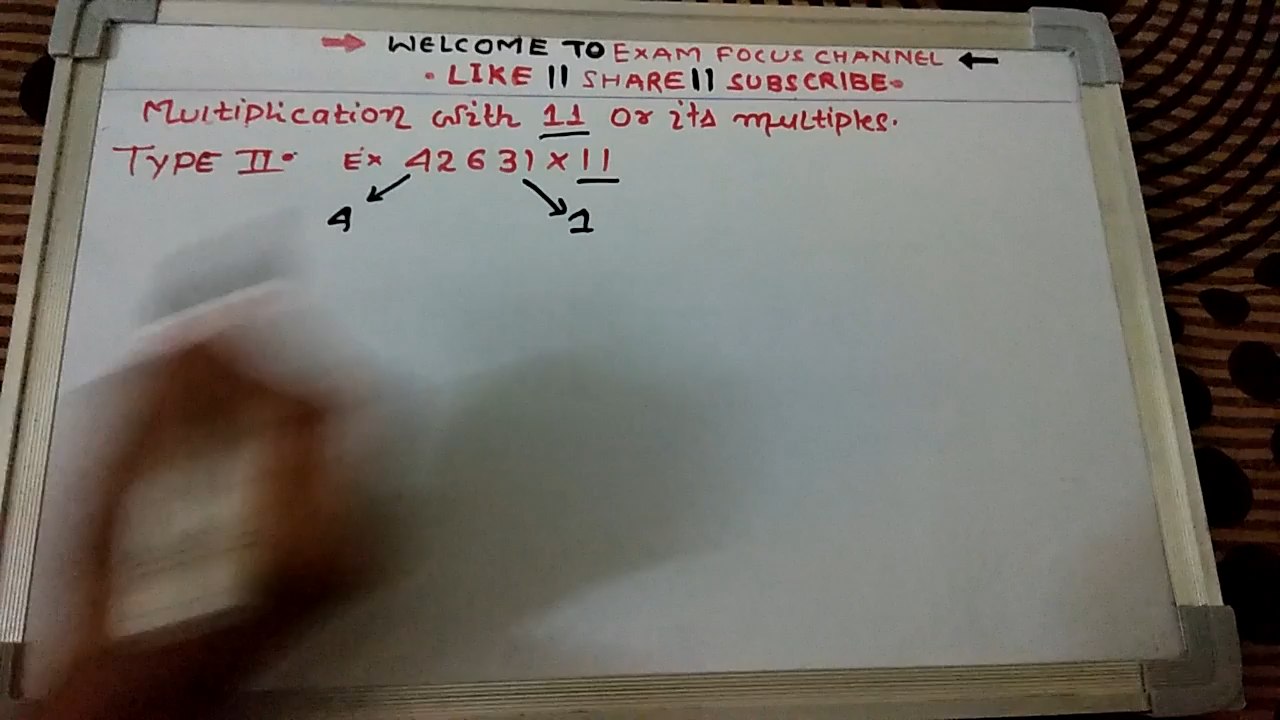 → WELCOME TO EXAM FOCUS CHANNEL ←
• LIKE || SHARE || SUBSCRIBE •
Multiplication with 11 or its multiples.
TYPE II• EX 42631 × 11
4 1